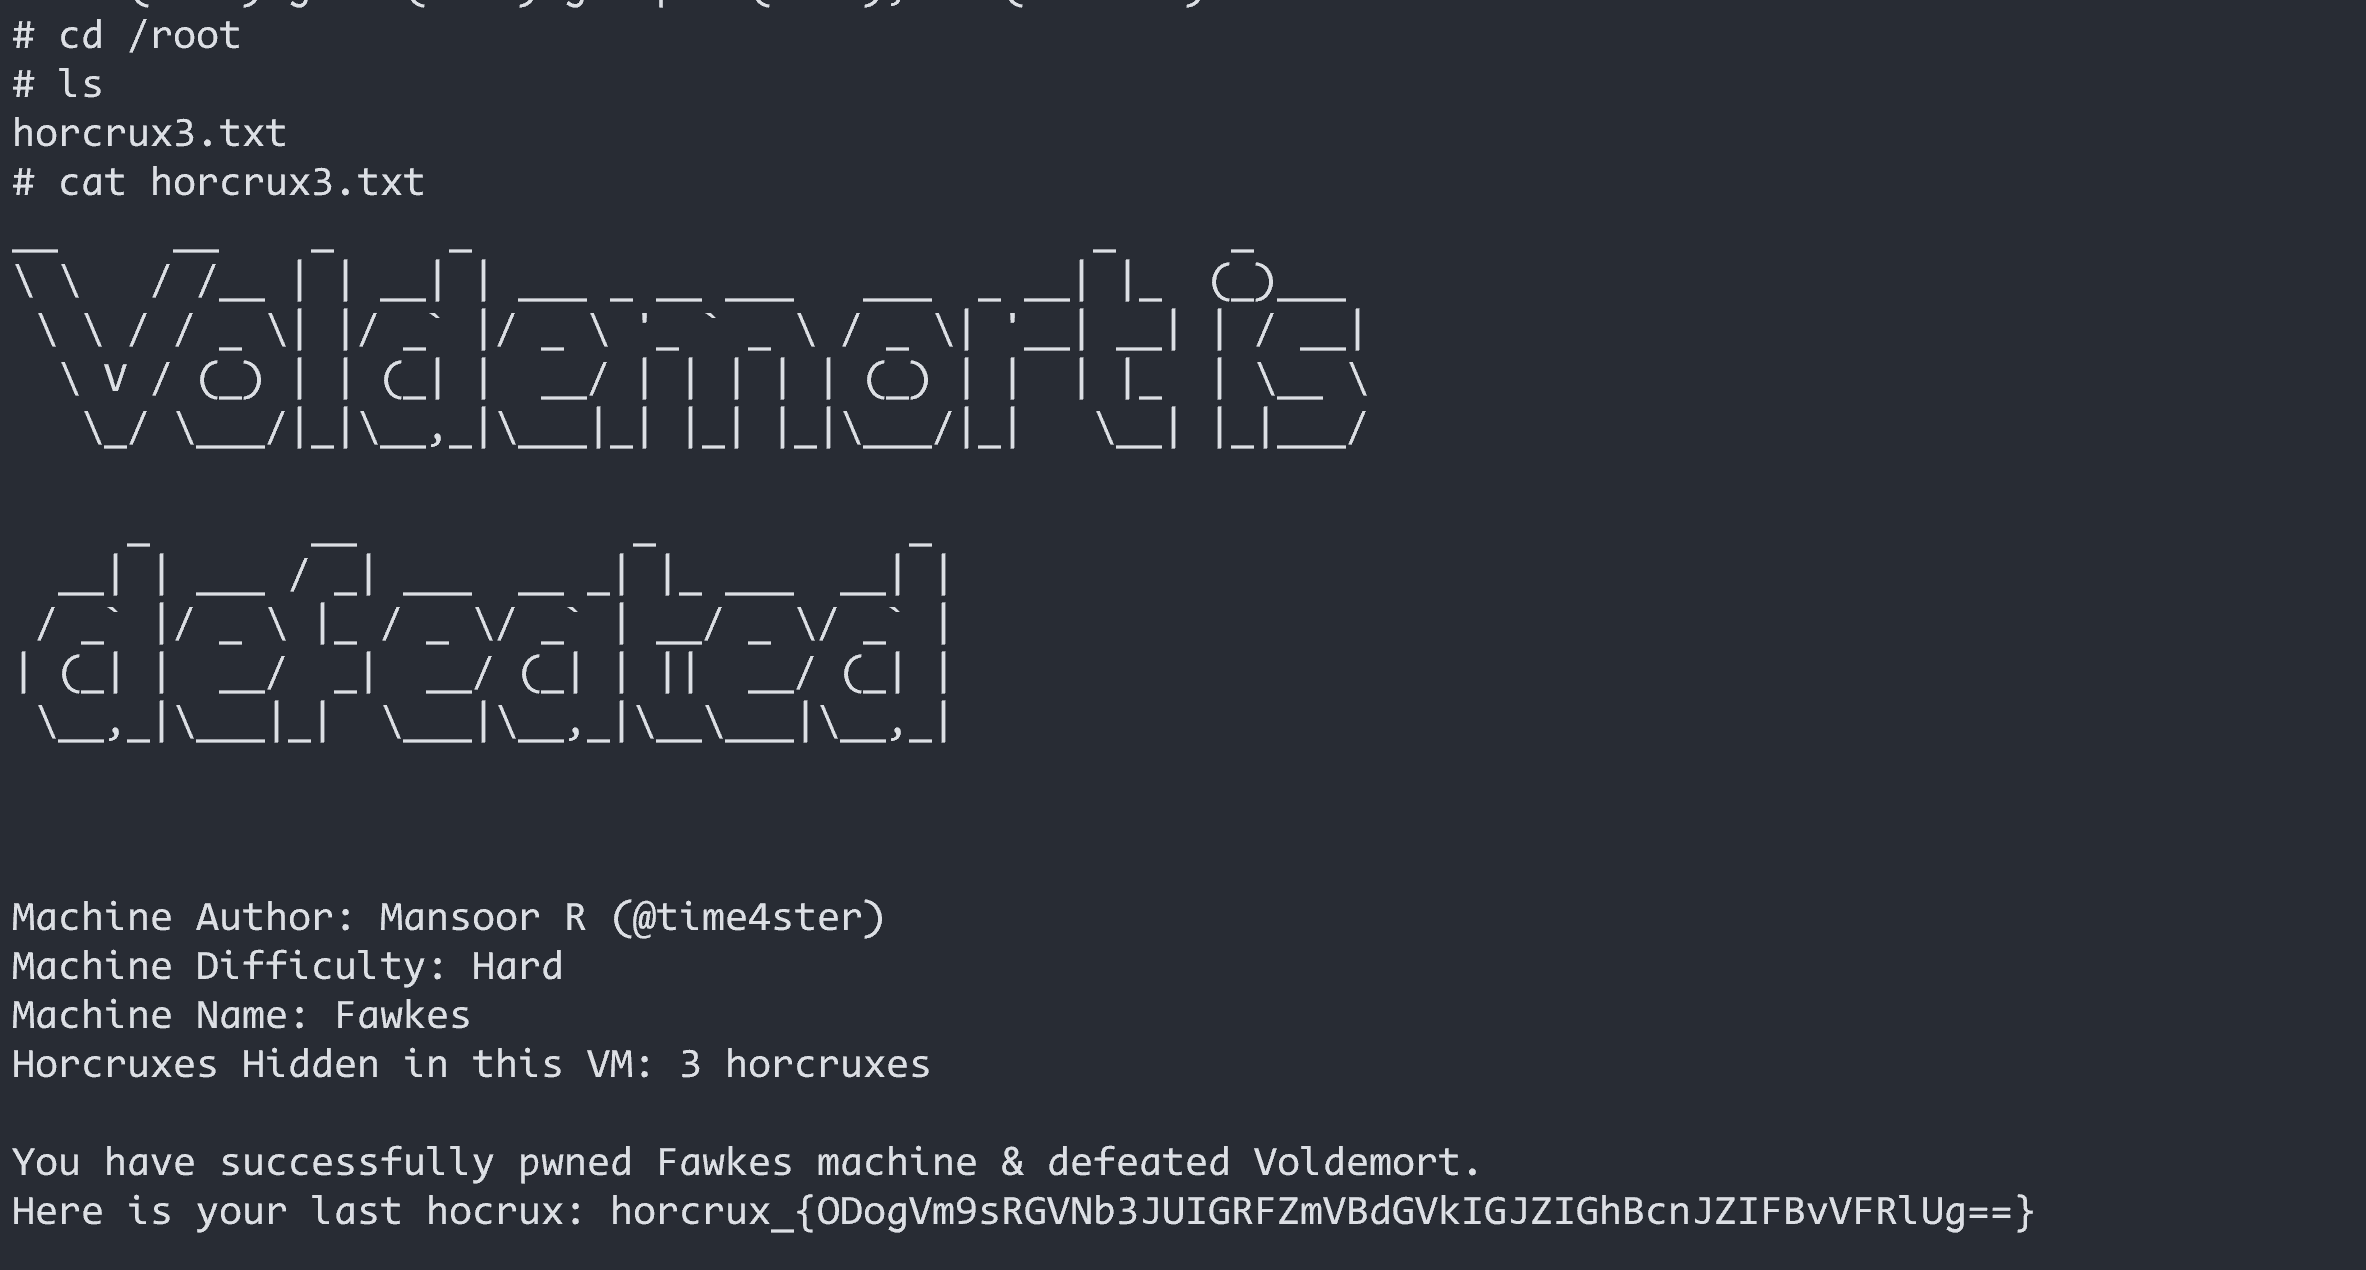 # cd /root
# ls
horcrux3.txt
# cat horcrux3.txt
Voldemort is
defeated
Machine Author: Mansoor R (@time4ster)
Machine Difficulty: Hard
Machine Name: Fawkes
Horcruxes Hidden in this VM: 3 horcruxes
You have successfully pwned Fawkes machine & defeated Voldemort.
Here is your last hocrux: horcrux_{ODogVm9sRGVNb3JUIGRFZmVBdGVkIGJZIGhBcnJZIFBvVFRlUg==}